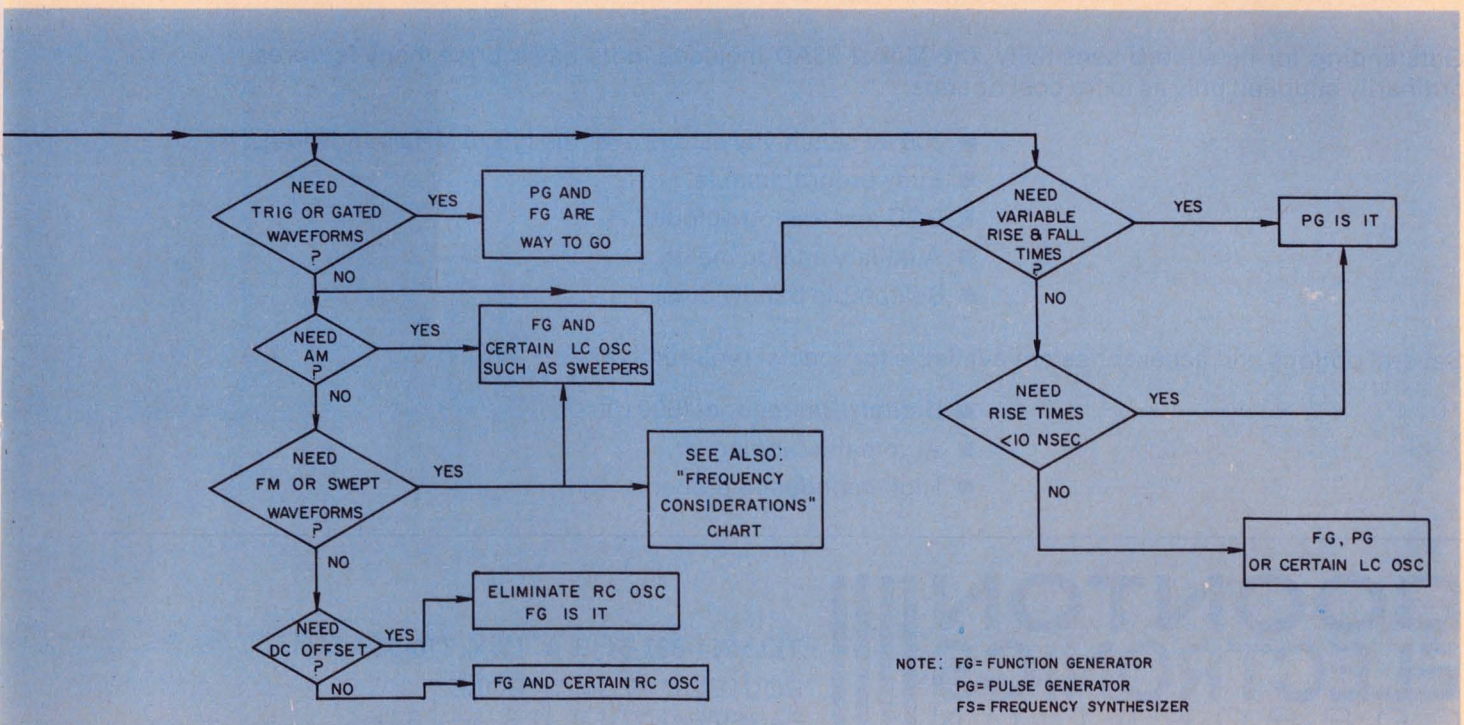 NEED
TRIG OR GATED
WAVEFORMS
?
YES
PG AND
FG ARE
WAY TO GO
NO
NEED
AM
?
YES
FG AND
CERTAIN LC OSC
SUCH AS SWEEPERS
NO
NEED
FM OR SWEPT
WAVEFORMS
?
YES
SEE ALSO:
"FREQUENCY
CONSIDERATIONS"
CHART
NO
NEED
DC OFFSET
?
YES
ELIMINATE RC OSC
FG IS IT
NO
FG AND CERTAIN RC OSC
NEED
VARIABLE
RISE & FALL
TIMES
?
YES
PG IS IT
NO
NEED
RISE TIMES
<10 NSEC
YES
NO
FG, PG
OR CERTAIN LC OSC
NOTE: FG= FUNCTION GENERATOR
PG= PULSE GENERATOR
FS= FREQUENCY SYNTHESIZER